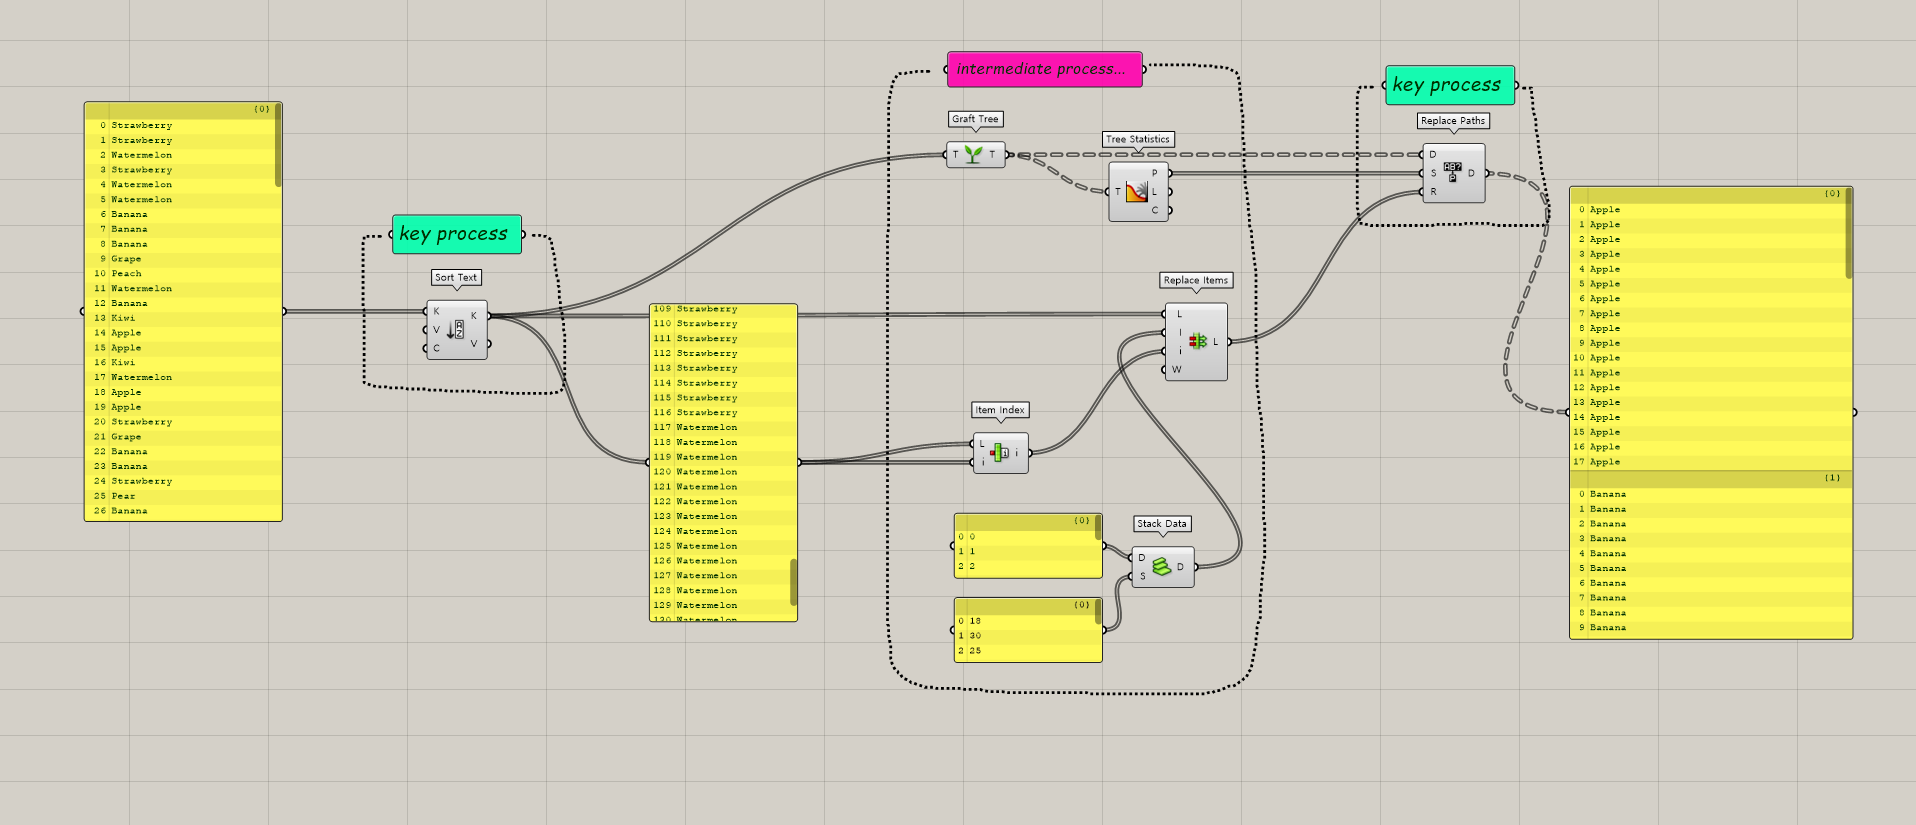 {0}
0 Strawberry
1 Strawberry
2 Watermelon
3 Strawberry
4 Watermelon
5 Watermelon
6 Banana
7 Banana
8 Banana
9 Grape
10 Peach
11 Watermelon
12 Banana
13 Kiwi
14 Apple
15 Apple
16 Kiwi
17 Watermelon
18 Apple
19 Apple
20 Strawberry
21 Grape
22 Banana
23 Banana
24 Strawberry
25 Pear
26 Banana
key process
Sort Text
K K
V
C V
A
Z
109 Strawberry
110 Strawberry
111 Strawberry
112 Strawberry
113 Strawberry
114 Strawberry
115 Strawberry
116 Strawberry
117 Watermelon
118 Watermelon
119 Watermelon
120 Watermelon
121 Watermelon
122 Watermelon
123 Watermelon
124 Watermelon
125 Watermelon
126 Watermelon
127 Watermelon
128 Watermelon
129 Watermelon
130 Watermelon
intermediate process...
Graft Tree
T T
Tree Statistics
P
T L
C
Replace Items
L
I
i L
W
Item Index
L
i i
{0}
0 0
1 1
2 2
Stack Data
D D
S
{0}
0 18
1 30
2 25
key process
Replace Paths
D
S D
R
AB?
P
{0}
0 Apple
1 Apple
2 Apple
3 Apple
4 Apple
5 Apple
6 Apple
7 Apple
8 Apple
9 Apple
10 Apple
11 Apple
12 Apple
13 Apple
14 Apple
15 Apple
16 Apple
17 Apple
{1}
0 Banana
1 Banana
2 Banana
3 Banana
4 Banana
5 Banana
6 Banana
7 Banana
8 Banana
9 Banana